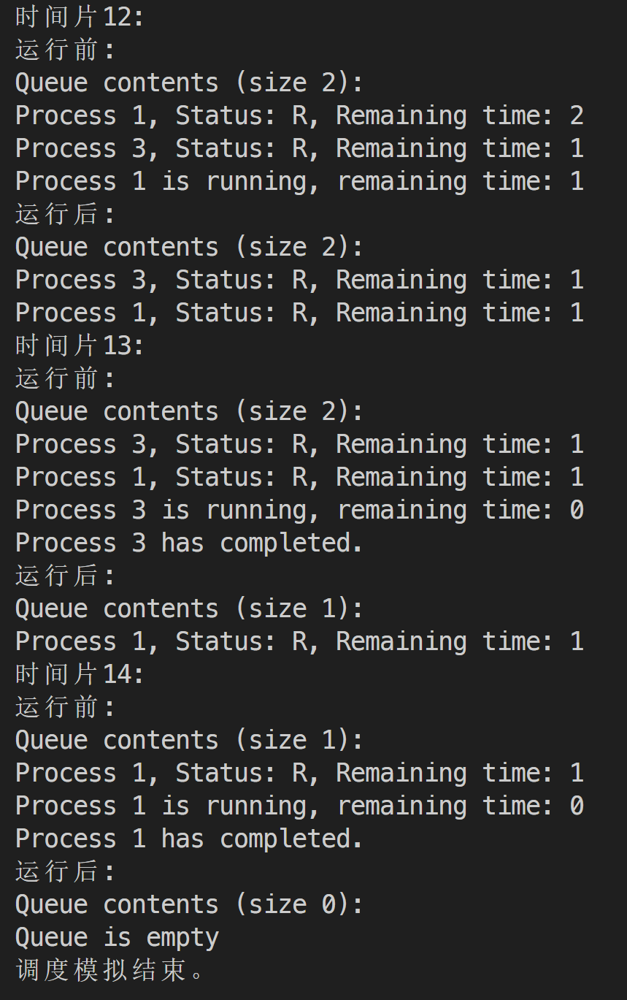 时间片12:
运行前:
Queue contents (size 2):
Process 1, Status: R, Remaining time: 2
Process 3, Status: R, Remaining time: 1
Process 1 is running, remaining time: 1
运行后:
Queue contents (size 2):
Process 3, Status: R, Remaining time: 1
Process 1, Status: R, Remaining time: 1
时间片13:
运行前:
Queue contents (size 2):
Process 3, Status: R, Remaining time: 1
Process 1, Status: R, Remaining time: 1
Process 3 is running, remaining time: 0
Process 3 has completed.
运行后:
Queue contents (size 1):
Process 1, Status: R, Remaining time: 1
时间片14:
运行前:
Queue contents (size 1):
Process 1, Status: R, Remaining time: 1
Process 1 is running, remaining time: 0
Process 1 has completed.
运行后:
Queue contents (size 0):
Queue is empty
调度模拟结束。